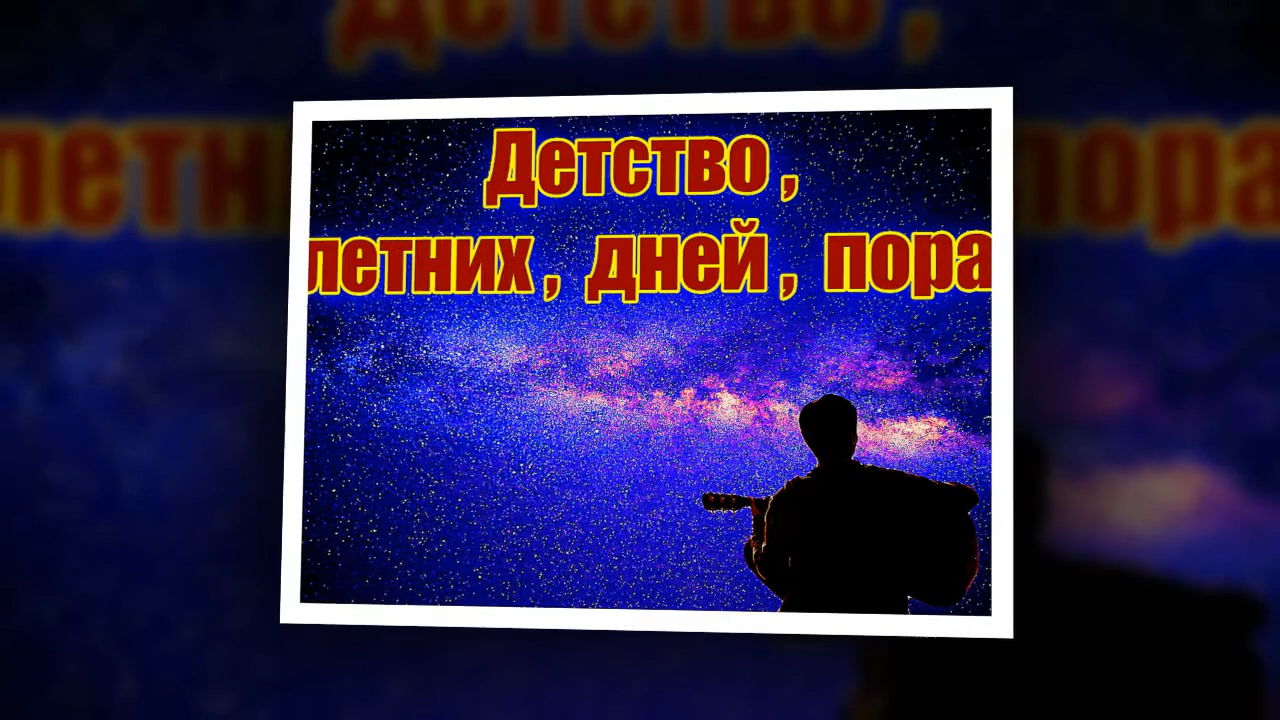 Детство ,
летних , дней , пора